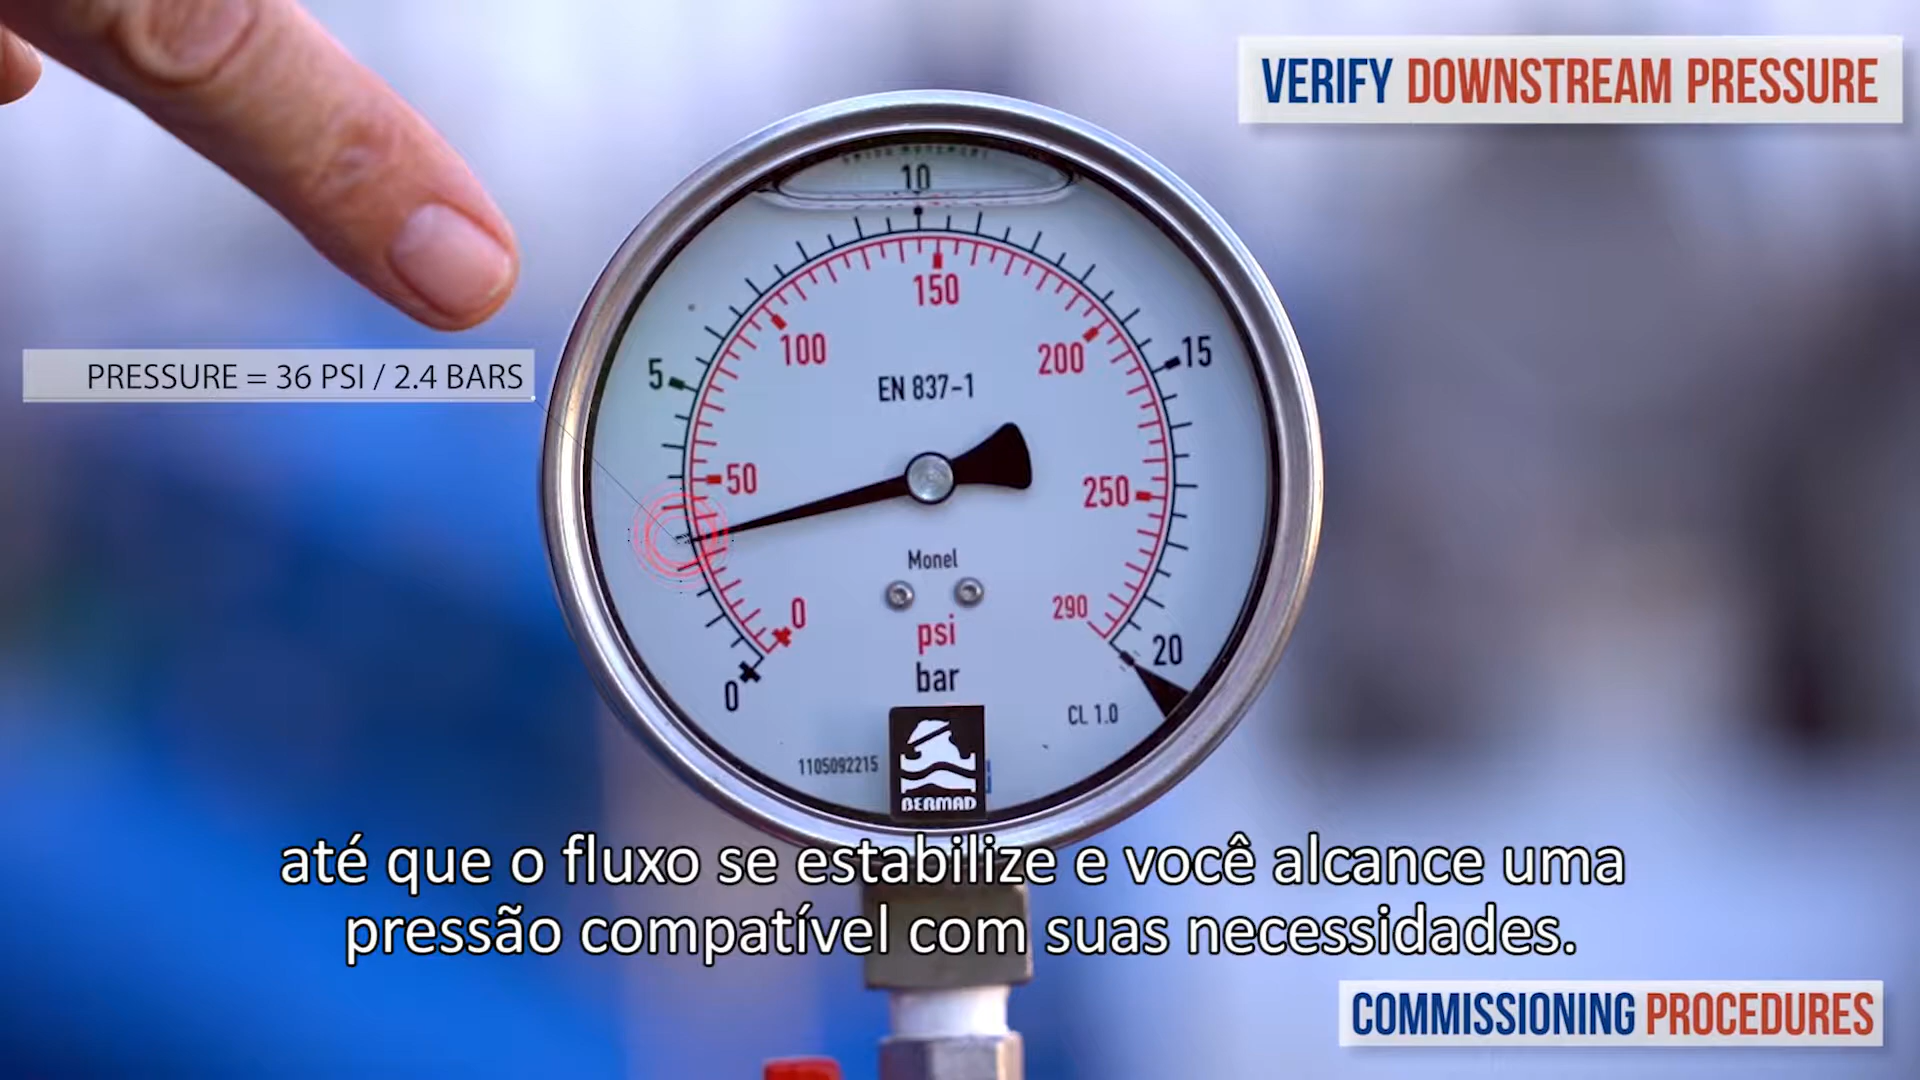 VERIFY DOWNSTREAM PRESSURE
10
150
100
200
15
5
EN 837-1
PRESSURE = 36 PSI / 2.4 BARS
50
250
Monel
0
290
psi
20
bar
0
CL 1.0
1105092215
BERMAD
até que o fluxo se estabilize e você alcance uma
pressão compatível com suas necessidades.
COMMISSIONING PROCEDURES